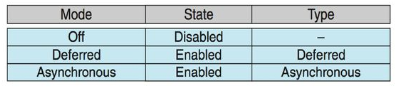 Mode State Type
Off Disabled –
Deferred Enabled Deferred
Asynchronous Enabled Asynchronous